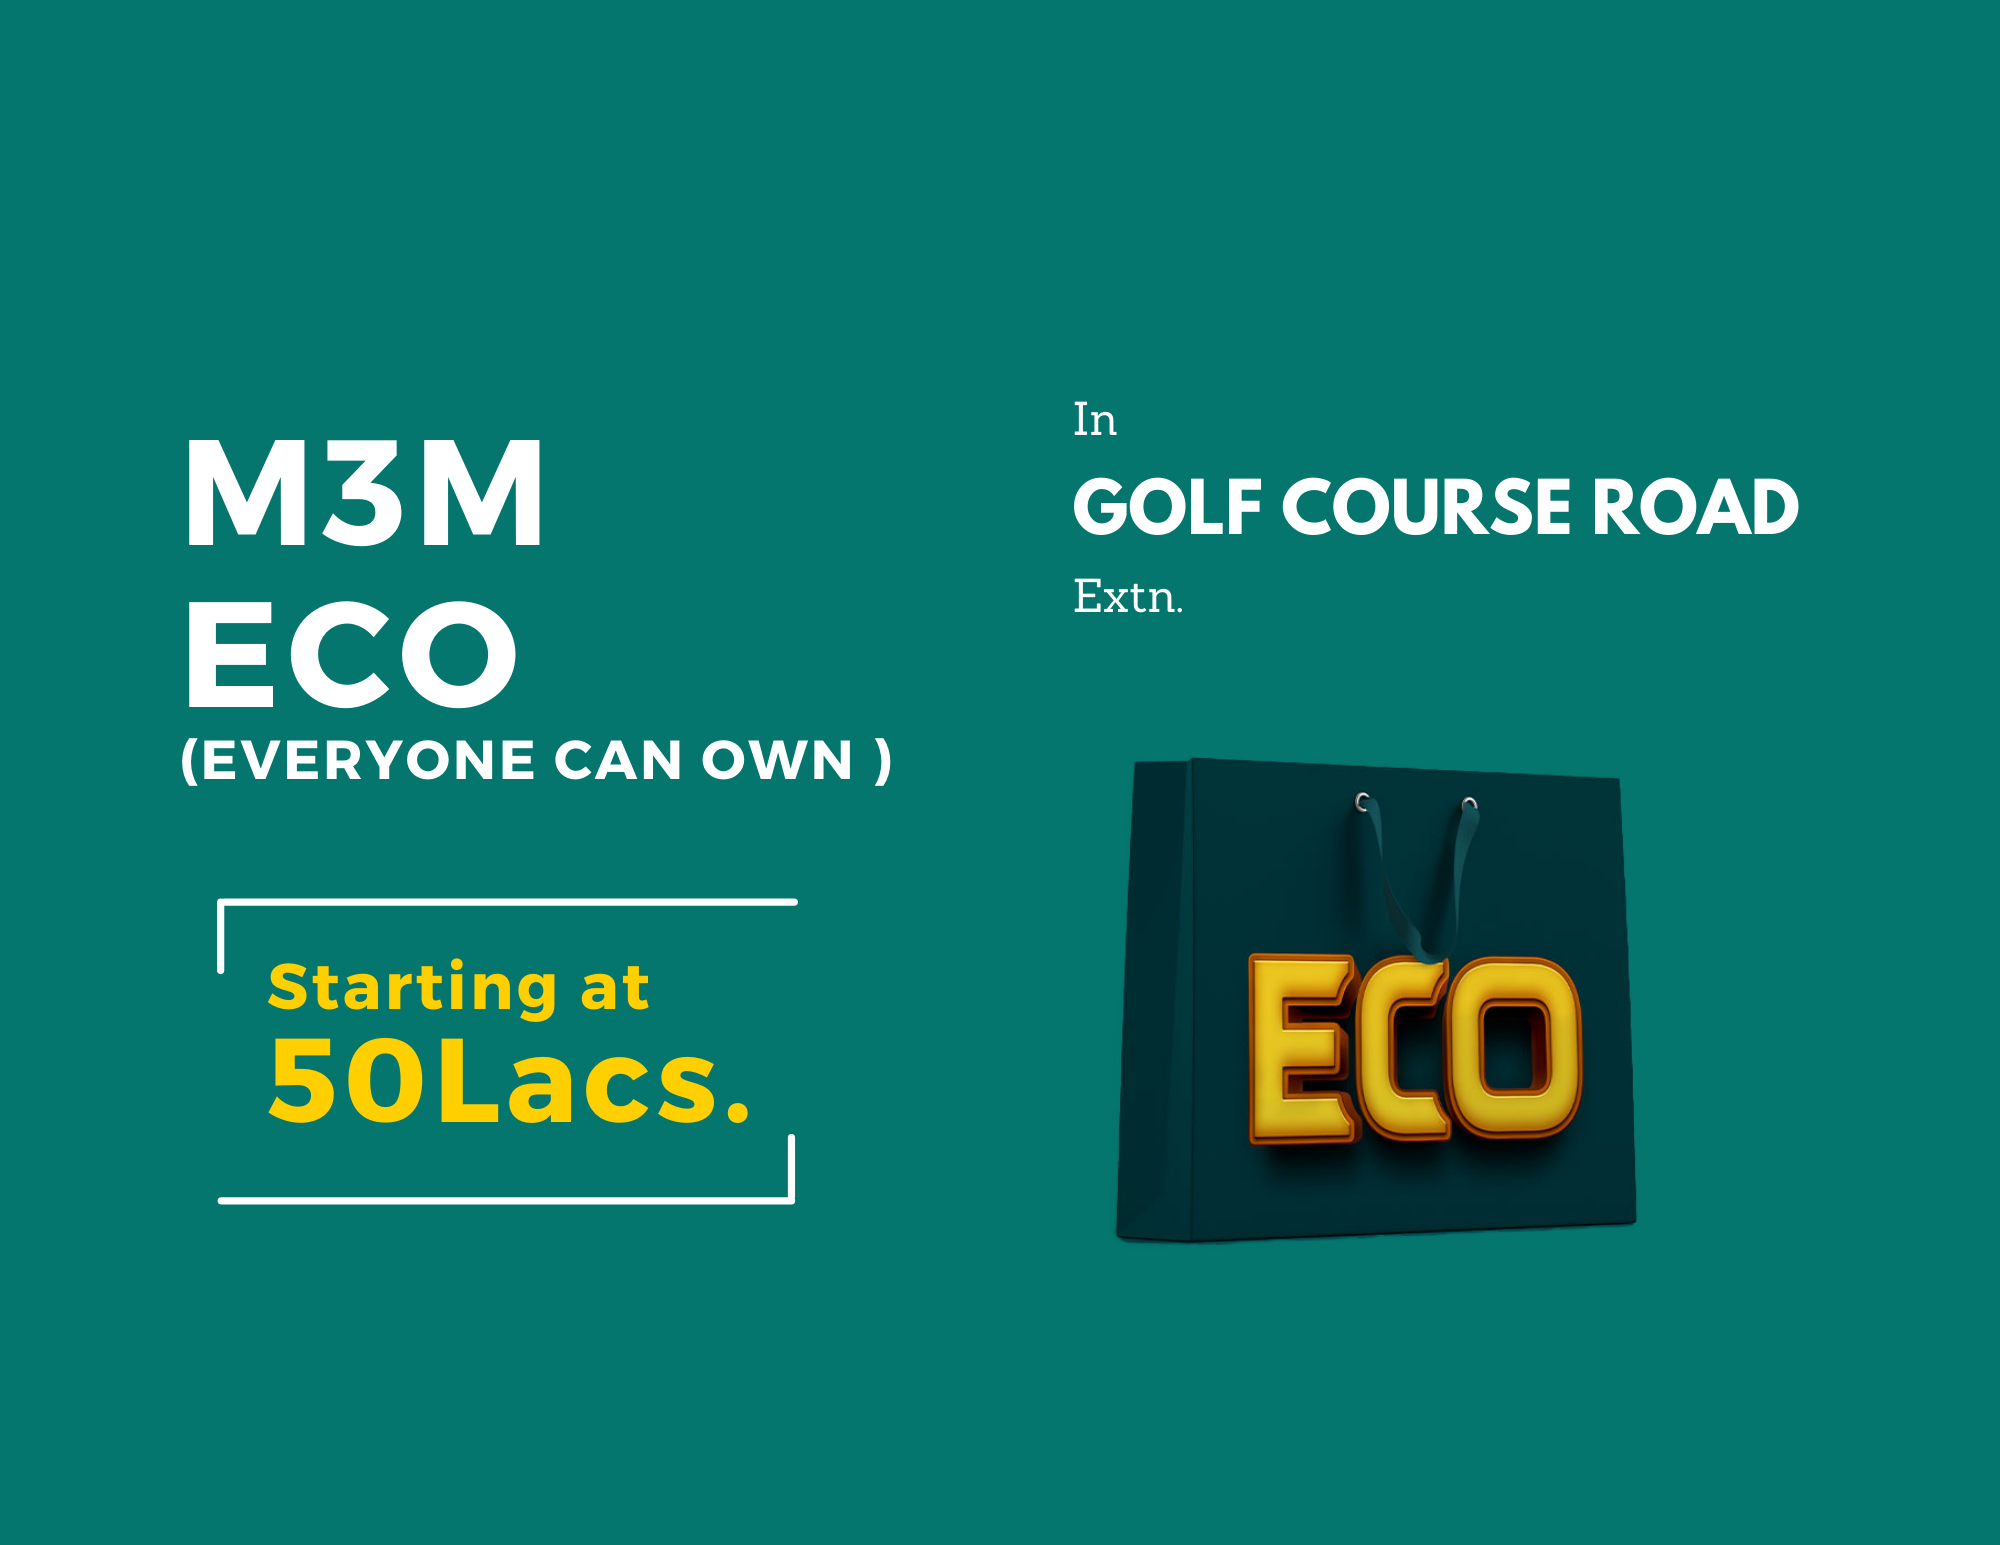 M3M
ECO
(EVERYONE CAN OWN )
Starting at
50Lacs.
In
GOLF COURSE ROAD
Extn.
ECO